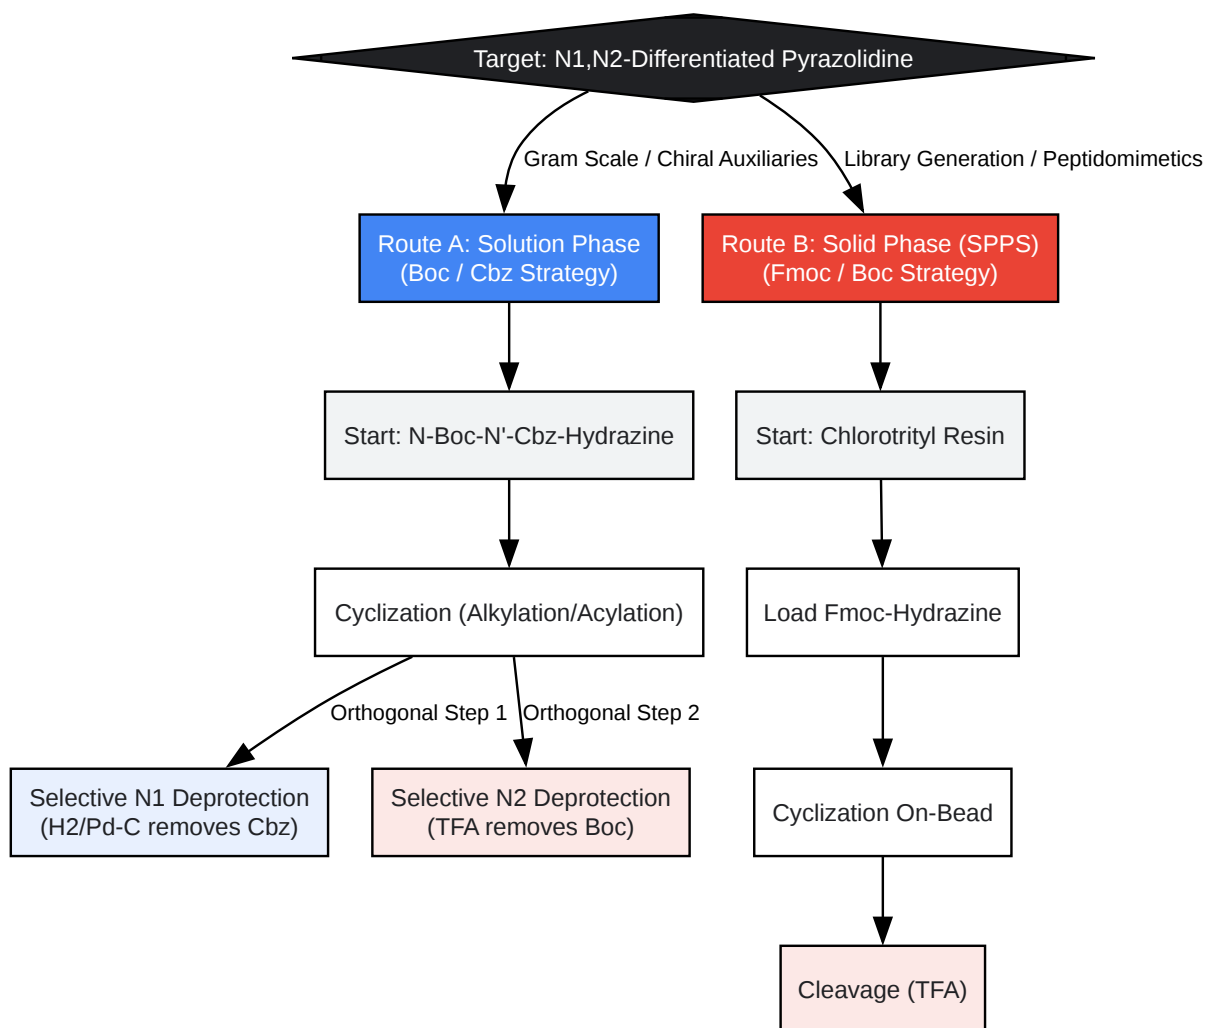 Target: N1,N2-Differentiated Pyrazolidine
Gram Scale / Chiral Auxiliaries
Library Generation / Peptidomimetics
Route A: Solution Phase
(Boc / Cbz Strategy)
Route B: Solid Phase (SPPS)
(Fmoc / Boc Strategy)
Start: N-Boc-N'-Cbz-Hydrazine
Start: Chlorotrityl Resin
Cyclization (Alkylation/Acylation)
Load Fmoc-Hydrazine
Orthogonal Step 1
Orthogonal Step 2
Selective N1 Deprotection
(H2/Pd-C removes Cbz)
Selective N2 Deprotection
(TFA removes Boc)
Cyclization On-Bead
Cleavage (TFA)